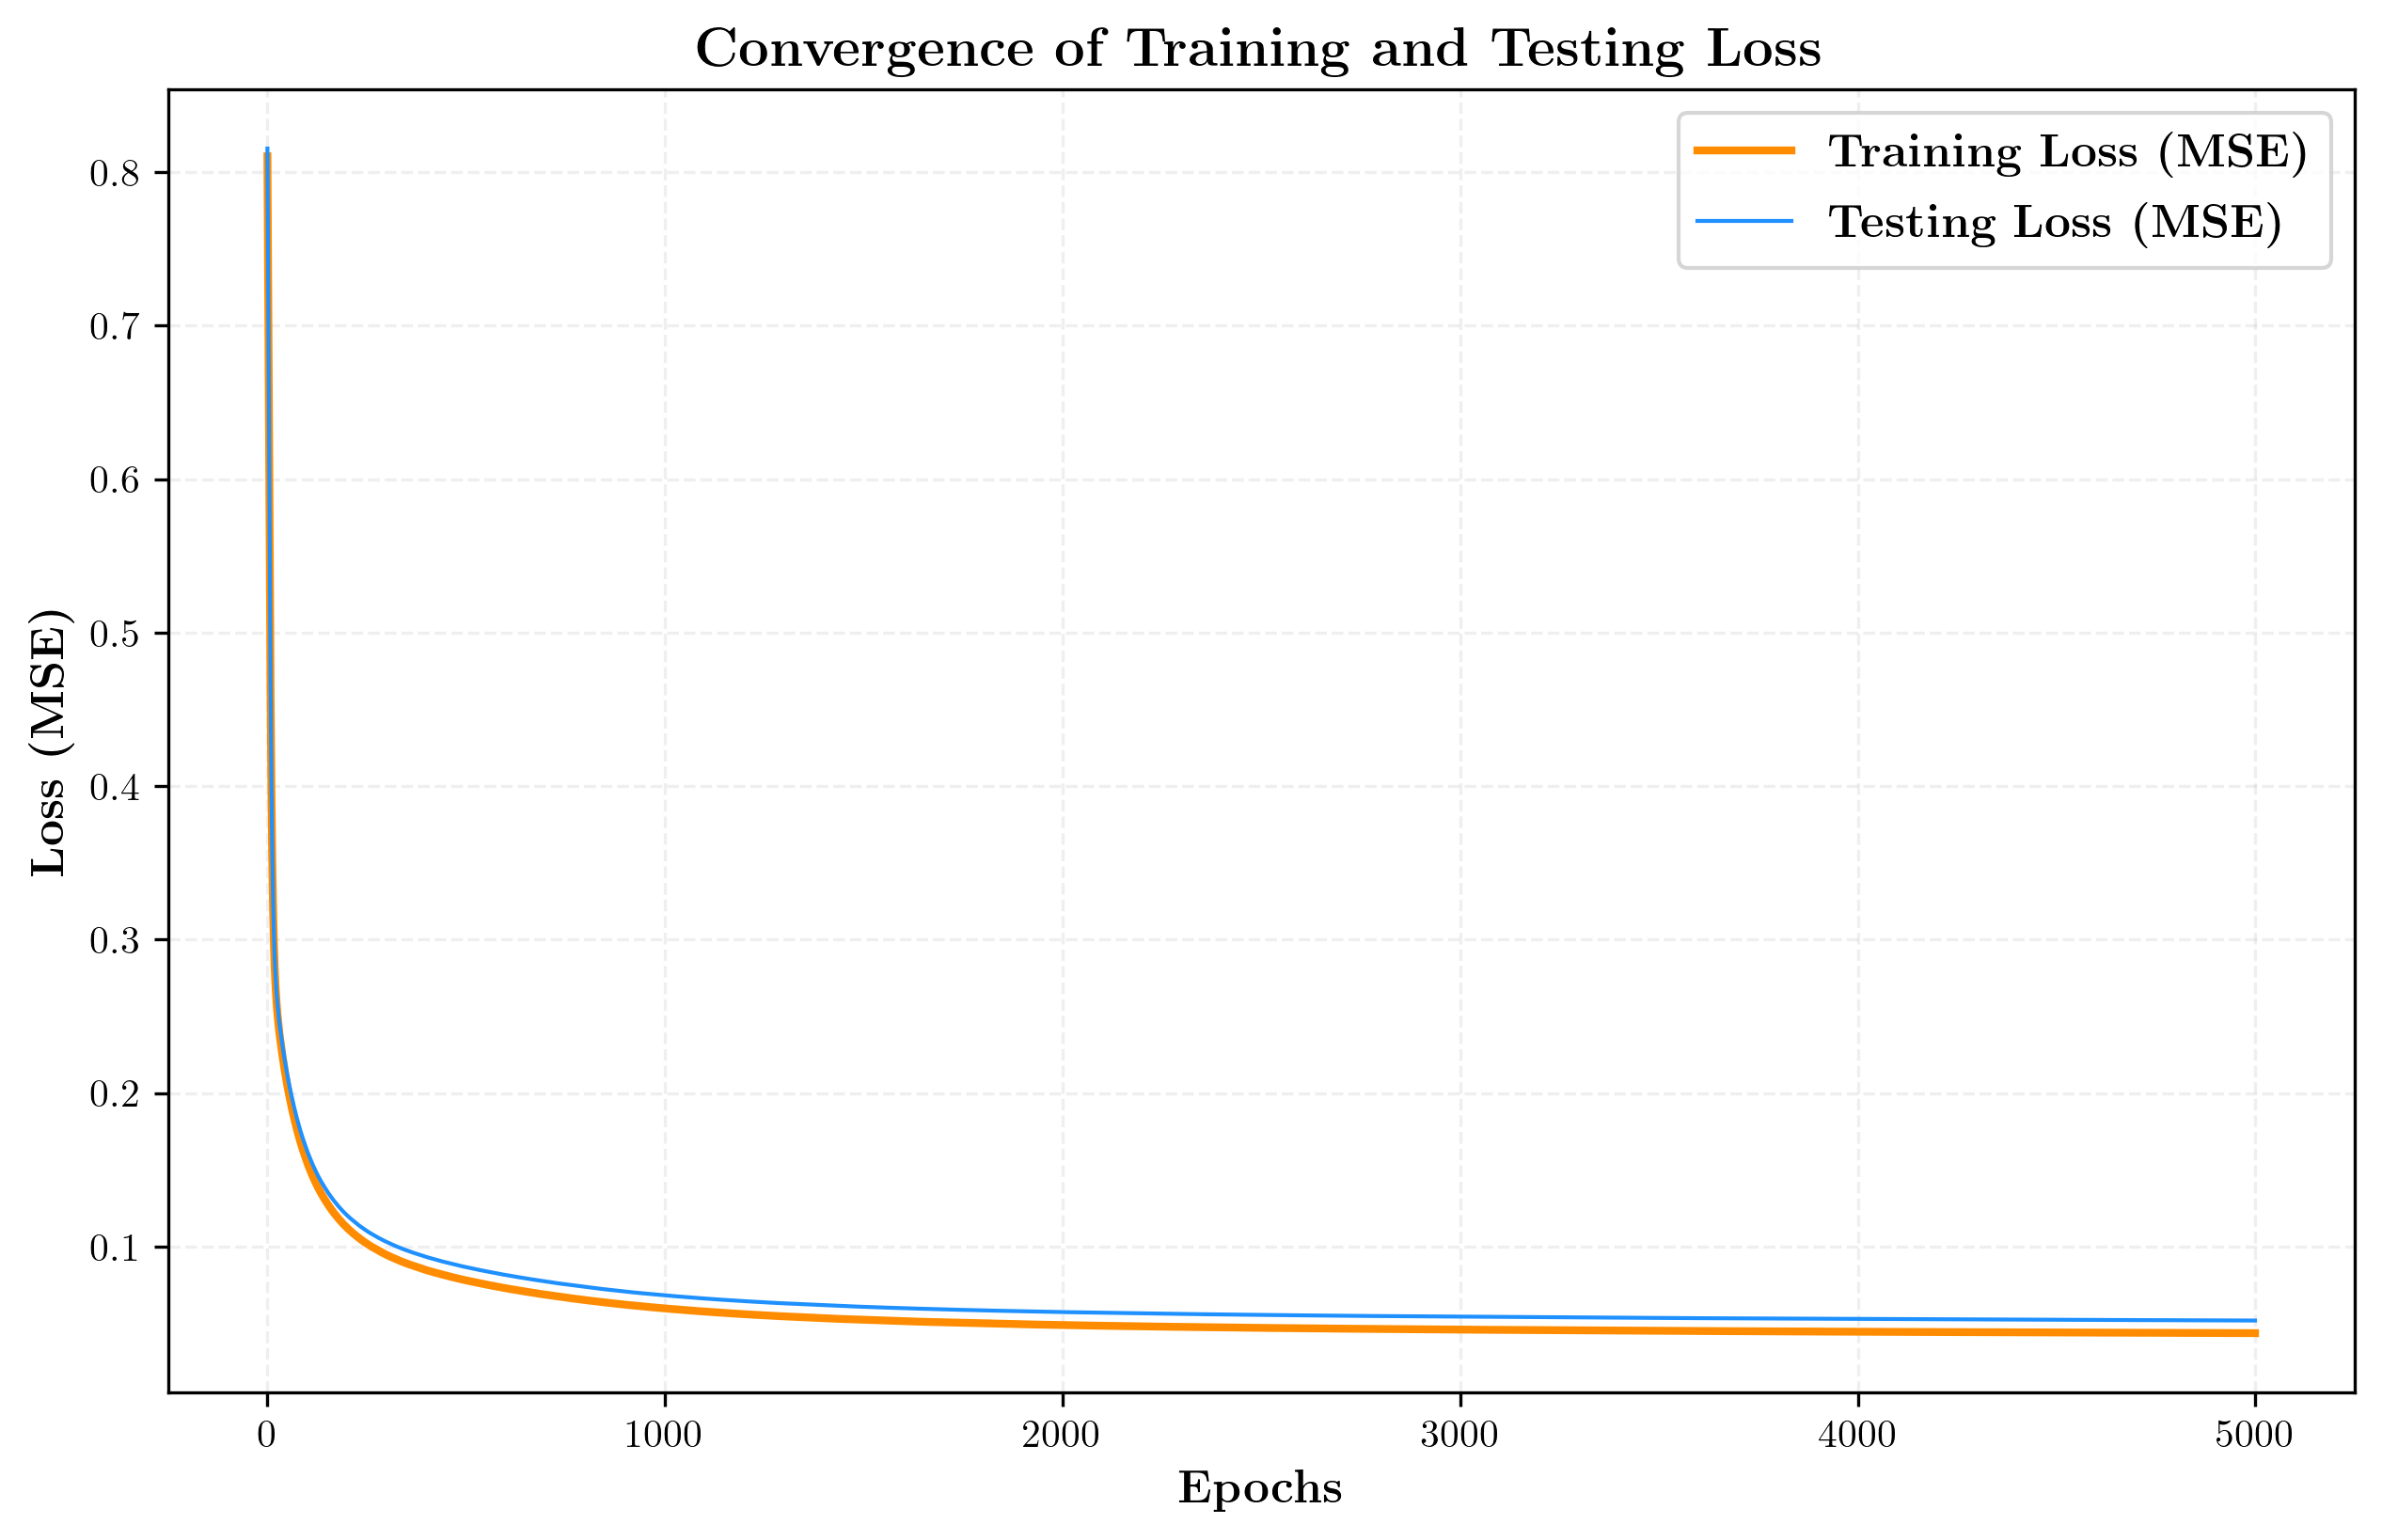 Convergence of Training and Testing Loss
Training Loss (MSE)
Testing Loss (MSE)
Loss (MSE)
0.8
0.7
0.6
0.5
0.4
0.3
0.2
0.1
0 1000 2000 3000 4000 5000
Epochs